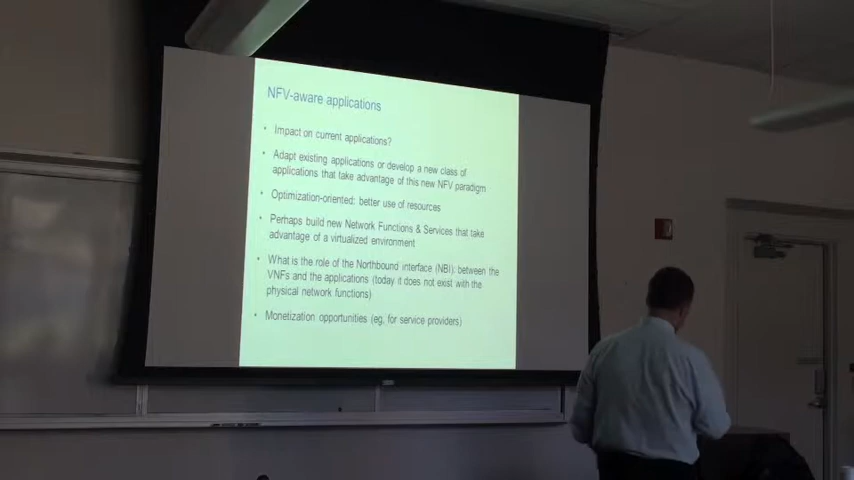 NFV-aware applications
• Impact on current applications?
• Adapt existing applications or develop a new class of
applications that take advantage of this new NFV paradigm
• Optimization-oriented: better use of resources
• Perhaps build new Network Functions & Services that take
advantage of a virtualized environment
• What is the role of the Northbound interface (NBI): between the
VNFs and the applications (today it does not exist with the
physical network functions)
• Monetization opportunities (eg, for service providers)